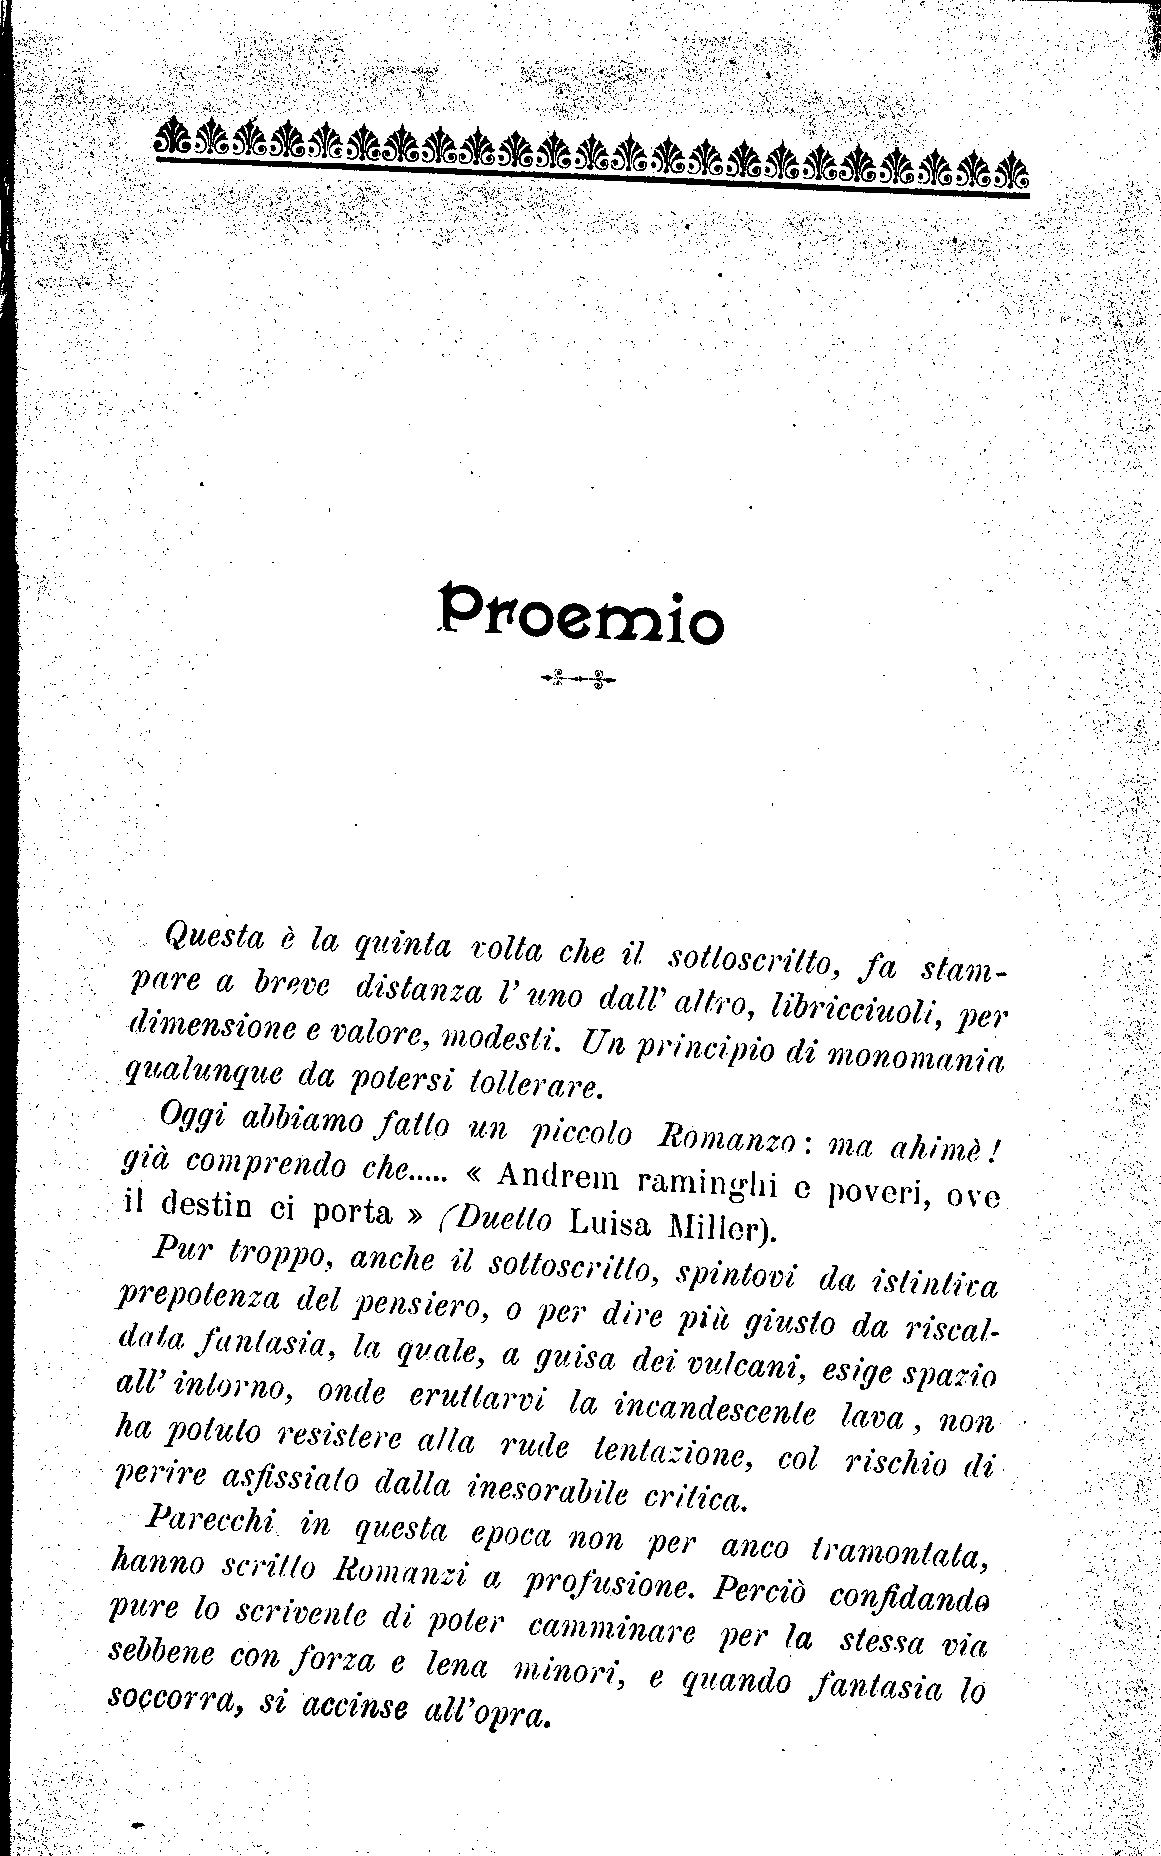 Proemio
Questa è la quinta volta che il sottoscritto, fa stam-
pare a breve distanza l' uno dall' altro, libricciuoli, per
dimensione e valore, modesti. Un principio di monomania
qualunque da potersi tollerare.
Oggi abbiamo fatto un piccolo Romanzo: ma ahimè!
già comprendo che..... « Andrem raminghi e poveri, ove
il destin ci porta » (Duetto Luisa Miller).
Pur troppo, anche il sottoscritto, spintovi da istintiva
prepotenza del pensiero, o per dire più giusto da riscal-
data fantasia, la quale, a guisa dei vulcani, esige spazio
all' intorno, onde eruttarvi la incandescente lava, non
ha potuto resistere alla rude tentazione, col rischio di
perire asfissiato dalla inesorabile critica.
Parecchi in questa epoca non per anco tramontata,
hanno scritto Romanzi a profusione. Perciò confidando
pure lo scrivente di poter camminare per la stessa via
sebbene con forza e lena minori, e quando fantasia lo
soccorra, si accinse all'opra.